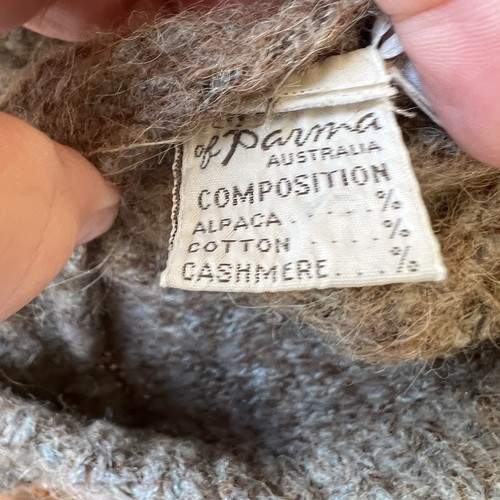 of Parma
AUSTRALIA
COMPOSITION
ALPACA . . . . . %
COTTON . . . . %
CASHMERE . . . %